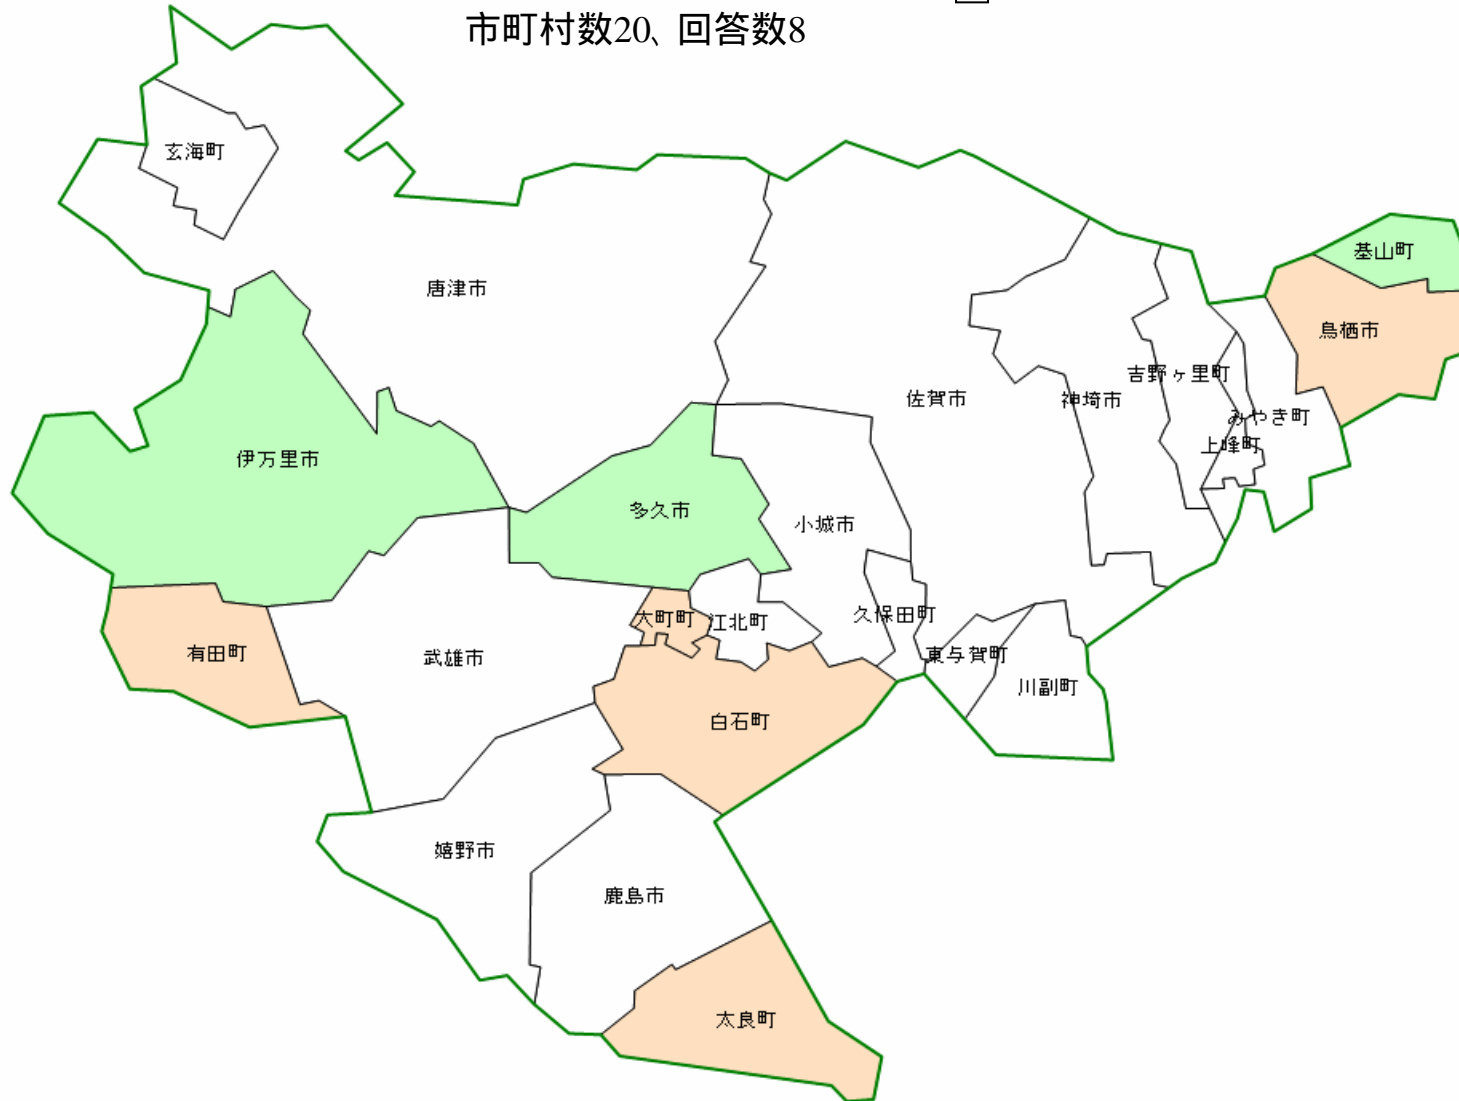 市町村数20、回答数8
玄海町
基山町
唐津市
鳥栖市
吉野ヶ里町
佐賀市
神埼市
みやき町
上峰町
伊万里市
多久市
小城市
大町町
江北町
久保田町
有田町
武雄市
東与賀町
川副町
白石町
嬉野市
鹿島市
太良町